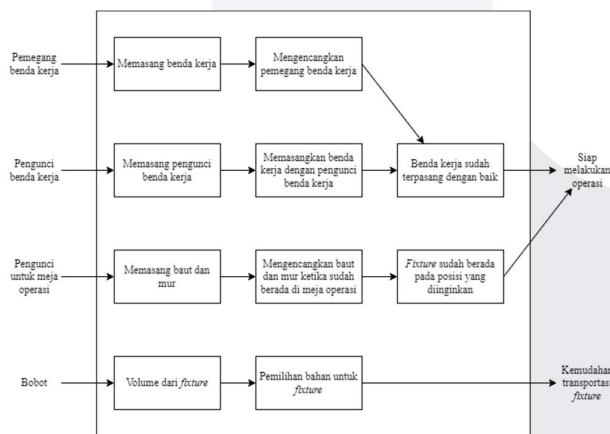 Pemegang
benda kerja
Memasang benda kerja
Mengencangkan
pemegang benda kerja
Pengunci
benda kerja
Memasang pengunci
benda kerja
Memasangkan benda
kerja dengan pengunci
benda kerja
Benda kerja sudah
terpasang dengan baik
Siap
melakukan
operasi
Pengunci
untuk meja
operasi
Memasang baut dan
mur
Mengencangkan baut
dan mur ketika sudah
berada di meja operasi
Fixture sudah berada
pada posisi yang
diinginkan
Bobot
Volume dari fixture
Pemilihan bahan untuk
fixture
Kemudahan
transportasi
fixture